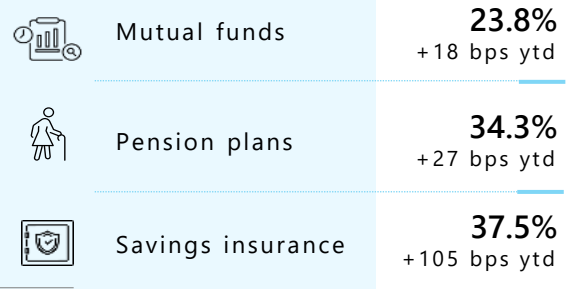 Mutual funds
23.8%
+18 bps ytd
Pension plans
34.3%
+27 bps ytd
Savings insurance
37.5%
+105 bps ytd